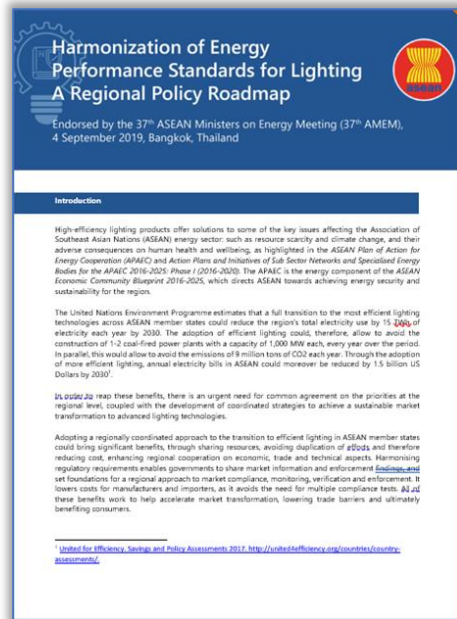 Harmonization of Energy
Performance Standards for Lighting
A Regional Policy Roadmap
asean
Endorsed by the 37th ASEAN Ministers on Energy Meeting (37th AMEM),
4 September 2019, Bangkok, Thailand
Introduction
High-efficiency lighting products offer solutions to some of the key issues affecting the Association of
Southeast Asian Nations (ASEAN) energy sector: such as resource scarcity and climate change, and their
adverse consequences on human health and wellbeing, as highlighted in the ASEAN Plan of Action for
Energy Cooperation (APAEC) and Action Plans and Initiatives of Sub Sector Networks and Specialised Energy
Bodies for the APAEC 2016-2025: Phase I (2016-2020). The APAEC is the energy component of the ASEAN
Economic Community Blueprint 2016-2025, which directs ASEAN towards achieving energy security and
sustainability for the region.
The United Nations Environment Programme estimates that a full transition to the most efficient lighting
technologies across ASEAN member states could reduce the region's total electricity use by 15 TWh of
electricity each year by 2030. The adoption of efficient lighting could, therefore, allow to avoid the
construction of 1-2 coal-fired power plants with a capacity of 1,000 MW each, every year over the period.
In parallel, this would allow to avoid the emissions of 9 million tons of CO2 each year. Through the adoption
of more efficient lighting, annual electricity bills in ASEAN could moreover be reduced by 1.5 billion US
Dollars by 2030¹.
In order to reap these benefits, there is an urgent need for common agreement on the priorities at the
regional level, coupled with the development of coordinated strategies to achieve a sustainable market
transformation to advanced lighting technologies.
Adopting a regionally coordinated approach to the transition to efficient lighting in ASEAN member states
could bring significant benefits, through sharing resources, avoiding duplication of efforts and therefore
reducing cost, enhancing regional cooperation on economic, trade and technical aspects. Harmonising
regulatory requirements enables governments to share market information and enforcement findings, and
set foundations for a regional approach to market compliance, monitoring, verification and enforcement. It
lowers costs for manufacturers and importers, as it avoids the need for multiple compliance tests. All of
these benefits work to help accelerate market transformation, lowering trade barriers and ultimately
benefiting consumers.
¹ United for Efficiency. Savings and Policy Assessments 2017. http://united4efficiency.org/countries/country-
assessments/.